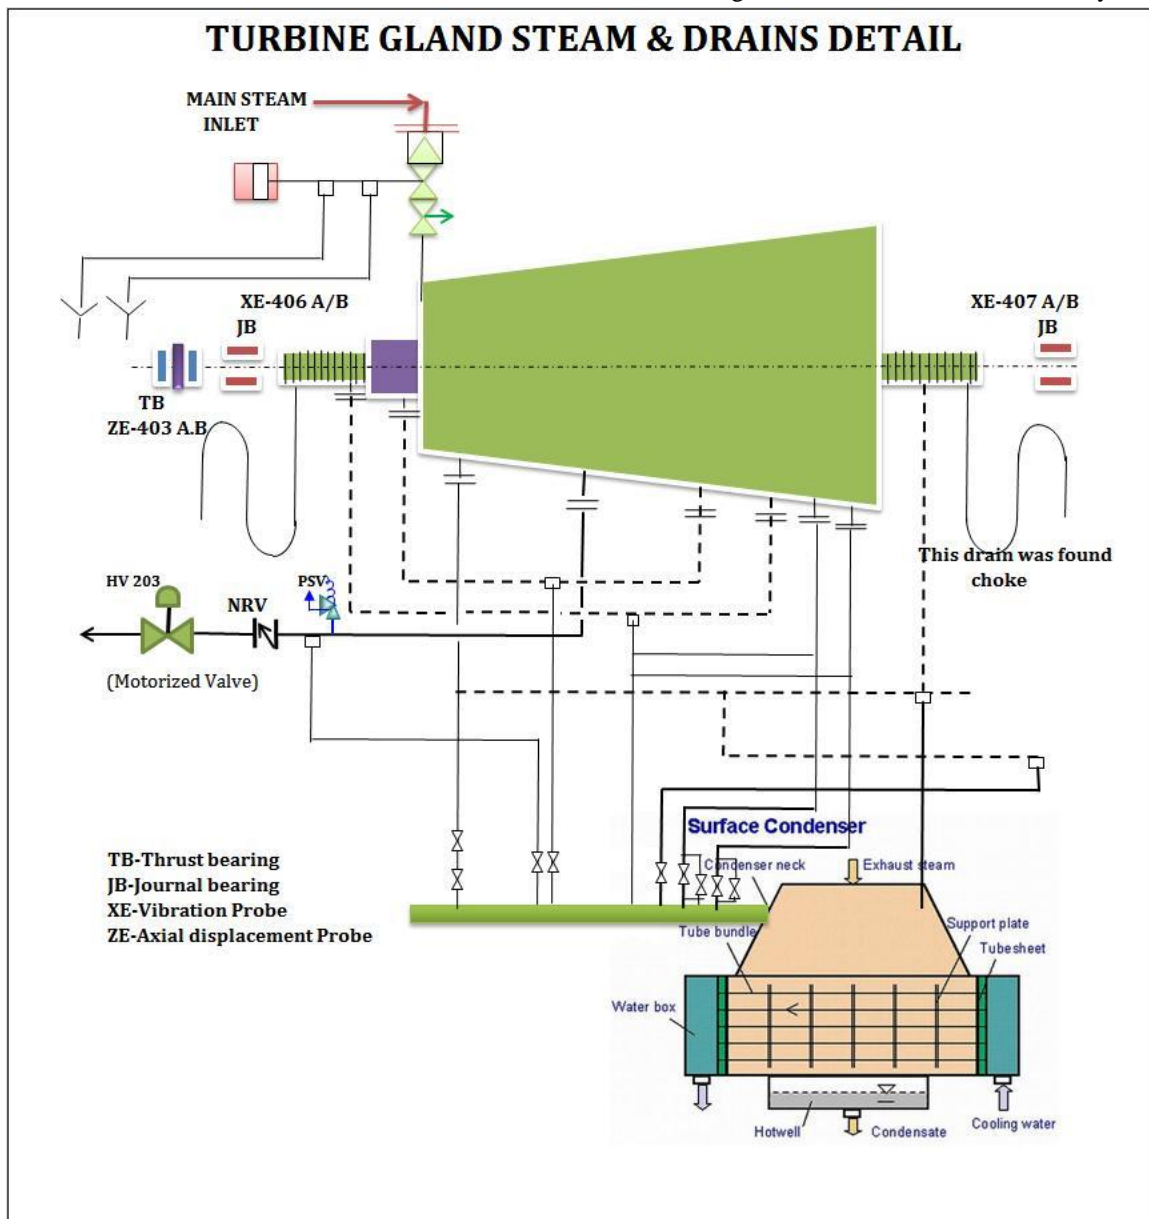 TURBINE GLAND STEAM & DRAINS DETAIL
MAIN STEAM
INLET
XE-406 A/B
JB
XE-407 A/B
JB
TB
ZE-403 A.B
This drain was found
choke
HV 203
PSV
NRV
(Motorized Valve)
Surface Condenser
TB-Thrust bearing
JB-Journal bearing
XE-Vibration Probe
ZE-Axial displacement Probe
Condenser neck
Exhaust steam
Tube bundle
Support plate
Tubesheet
Water box
Hotwell
Condensate
Cooling water